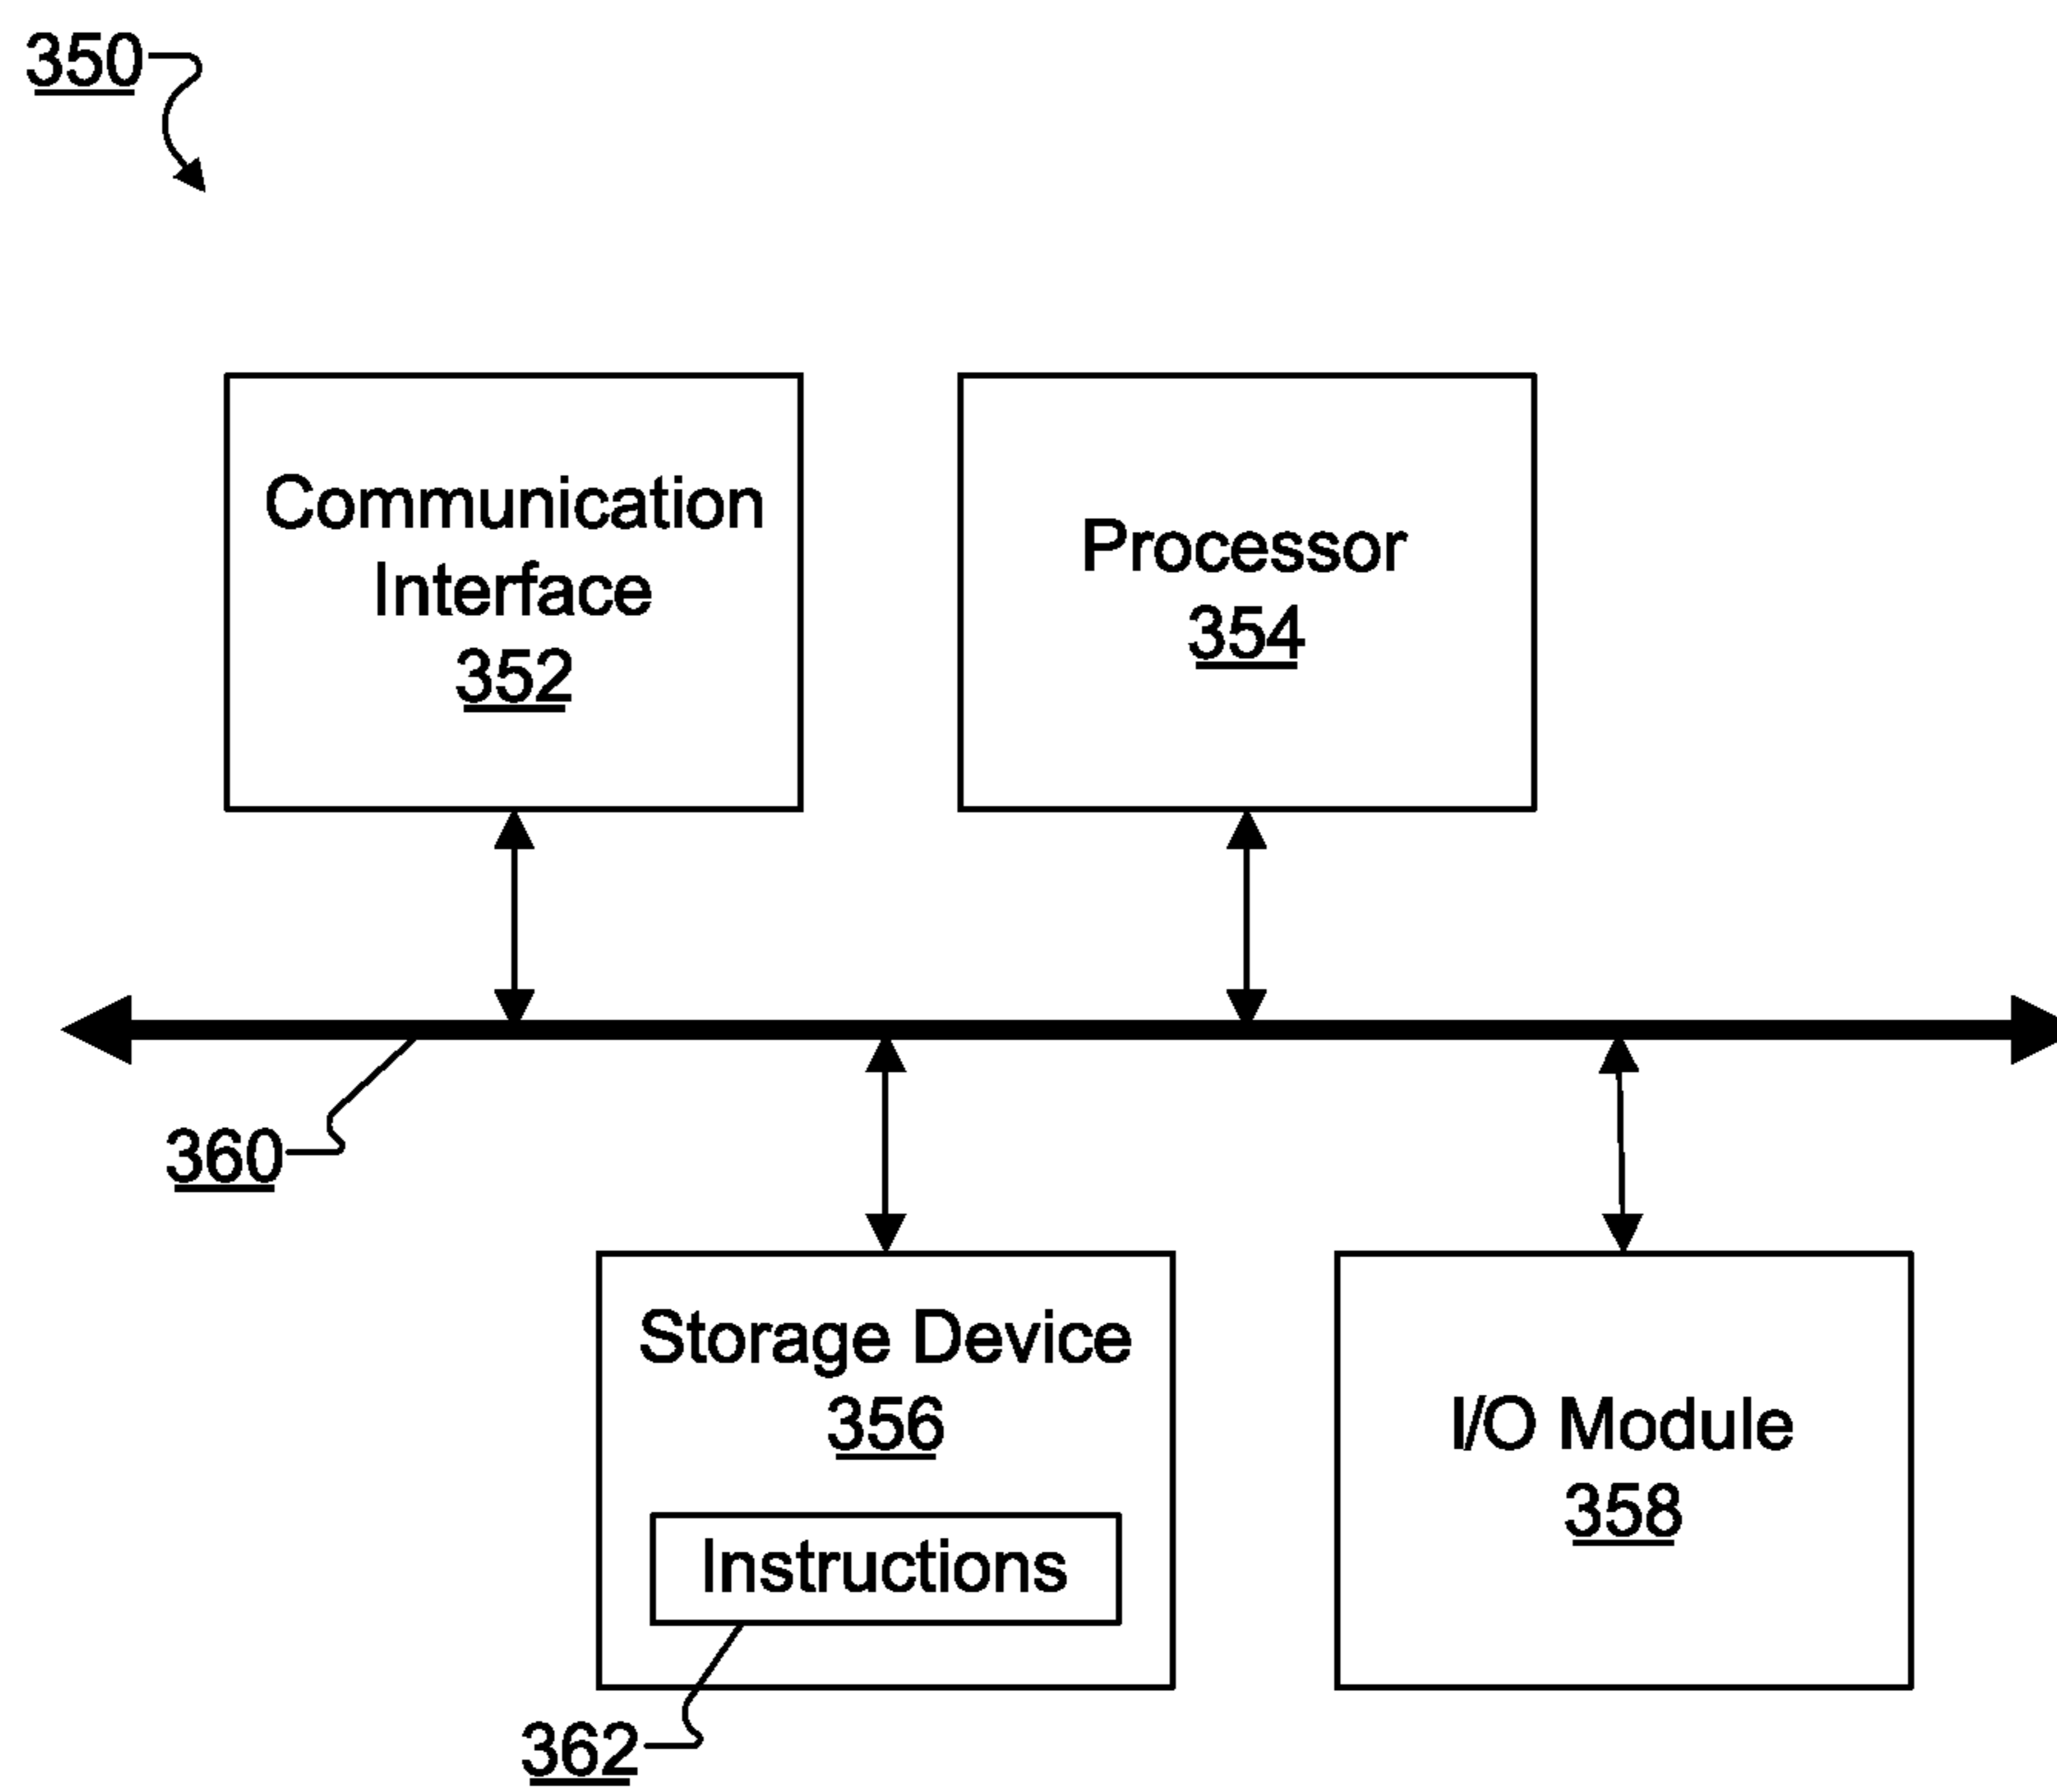 350
Communication
Interface
352
Processor
354
360
Storage Device
356
Instructions
362
I/O Module
358